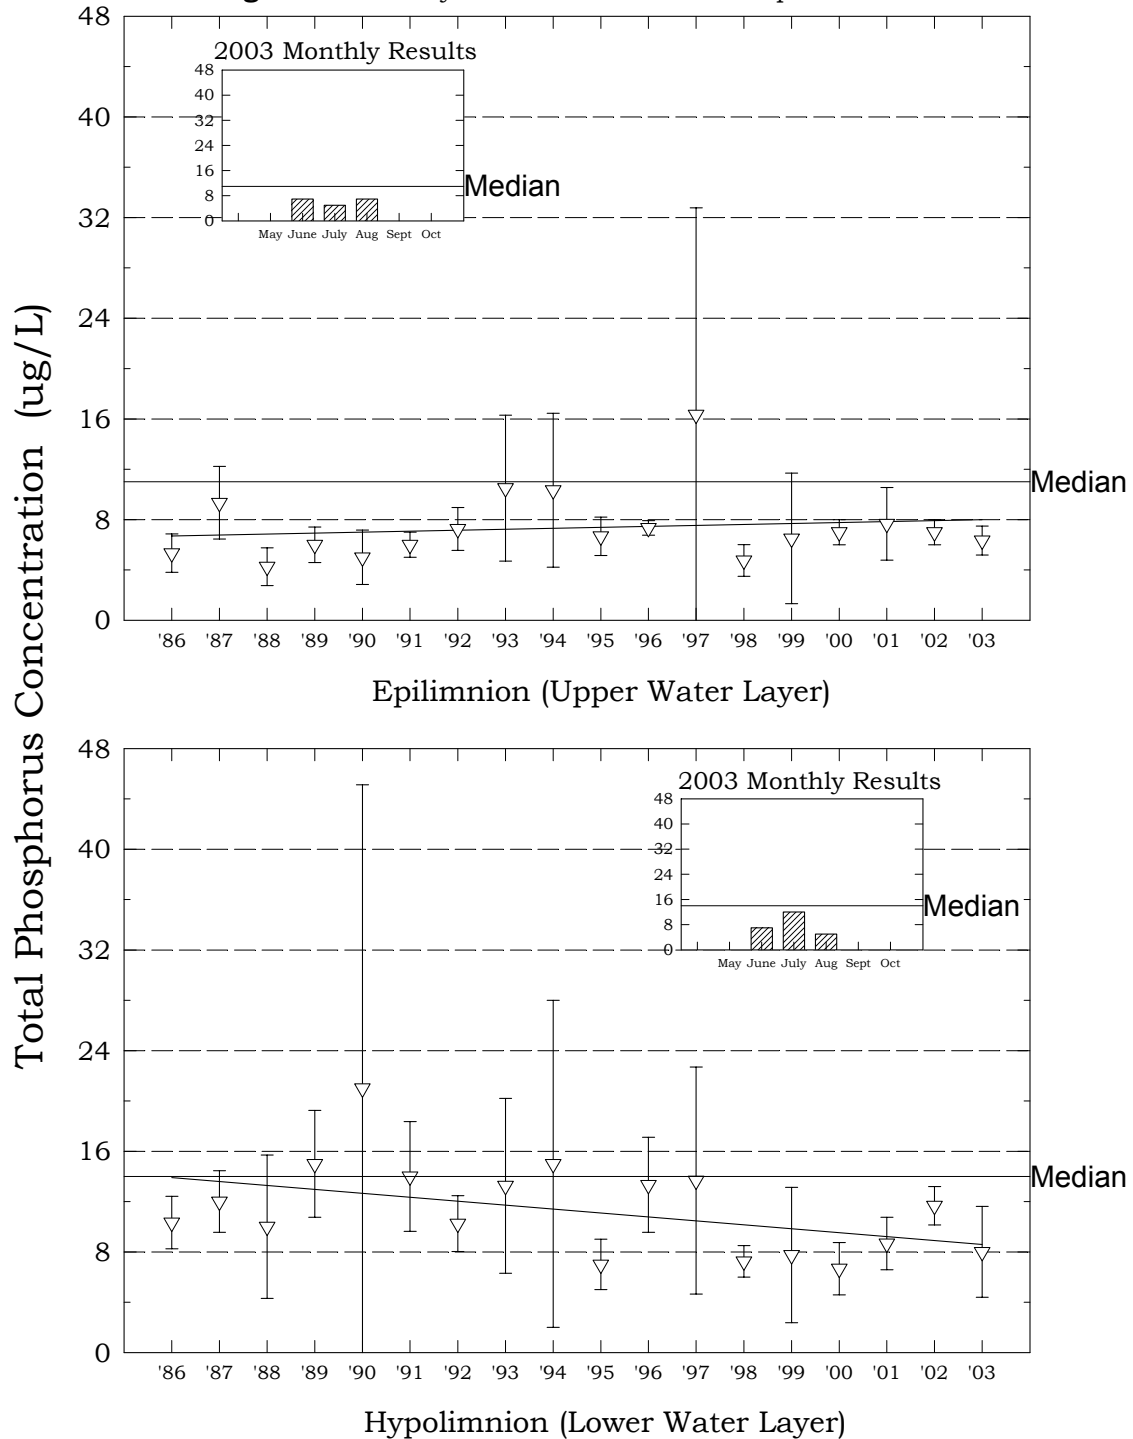 48
2003 Monthly Results
48
40
32
24
16
8
0
Median
May June July Aug Sept Oct
40
32
24
16
Median
8
0
'86 '87 '88 '89 '90 '91 '92 '93 '94 '95 '96 '97 '98 '99 '00 '01 '02 '03
Epilimnion (Upper Water Layer)
Total Phosphorus Concentration (ug/L)
48
2003 Monthly Results
48
40
32
24
16
8
0
Median
May June July Aug Sept Oct
40
32
24
16
Median
8
0
'86 '87 '88 '89 '90 '91 '92 '93 '94 '95 '96 '97 '98 '99 '00 '01 '02 '03
Hypolimnion (Lower Water Layer)